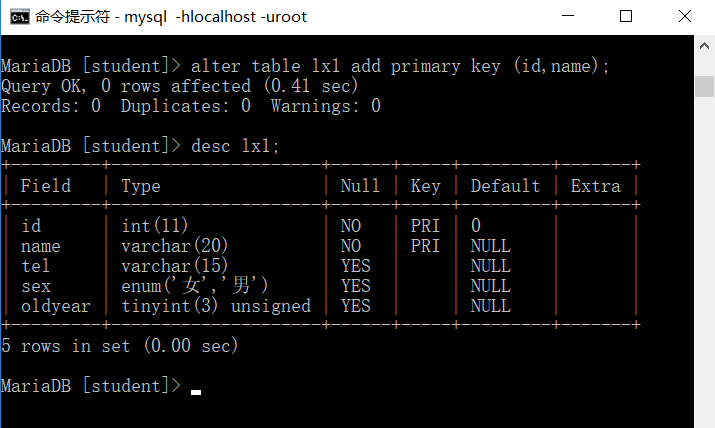 命令提示符 - mysql  -hlocalhost -uroot
MariaDB [student]> alter table lx1 add primary key (id,name);
Query OK, 0 rows affected (0.41 sec)
Records: 0  Duplicates: 0  Warnings: 0
MariaDB [student]> desc lx1;
+---------+---------------------+------+-----+---------+-------+
| Field   | Type                | Null | Key | Default | Extra |
+---------+---------------------+------+-----+---------+-------+
| id      | int(11)             | NO   | PRI | 0       |       |
| name    | varchar(20)         | NO   | PRI | NULL    |       |
| tel     | varchar(15)         | YES  |     | NULL    |       |
| sex     | enum('女','男')     | YES  |     | NULL    |       |
| oldyear | tinyint(3) unsigned | YES  |     | NULL    |       |
+---------+---------------------+------+-----+---------+-------+
5 rows in set (0.00 sec)
MariaDB [student]>